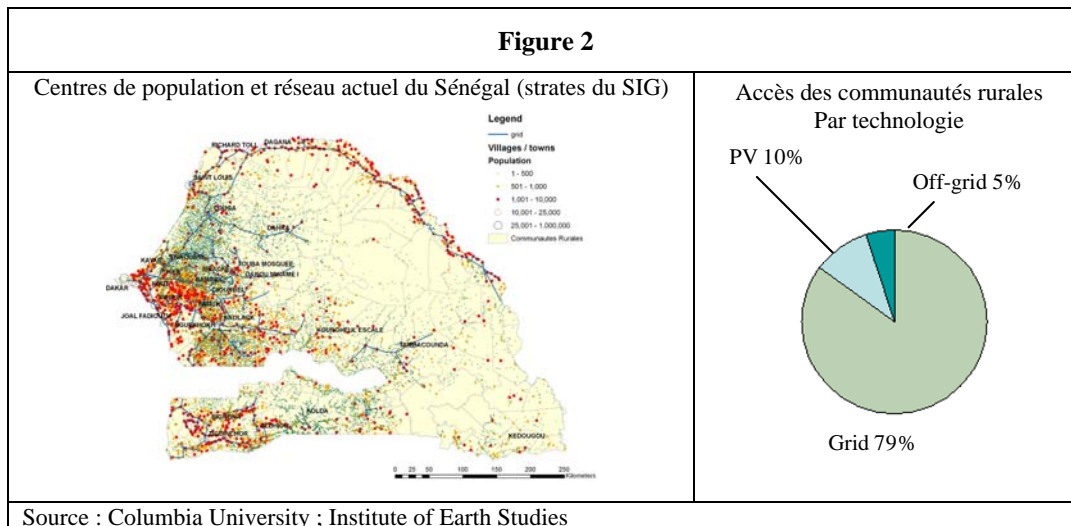 Figure 2
Centres de population et réseau actuel du Sénégal (strates du SIG)
Legend
grid
Villages / towns
Population
1 - 500
501 - 1,000
1,001 - 10,000
10,001 - 25,000
25,001 - 1,000,000
Communautes Rurales
RICHARD TOLL
DAGANA
SAINT LOUIS
DAHRA
TOUBA MOSQUEE
DAROU MOUSTY
DAKAR
JOAL FADIOUTH
KOUNGHEUL ESCALE
TAMBACOUNDA
KOLDA
KEDOUGOU
0 25 50 100 150 200 250
Kilometers
Accès des communautés rurales
Par technologie
PV 10%
Off-grid 5%
Grid 79%
Source : Columbia University ; Institute of Earth Studies